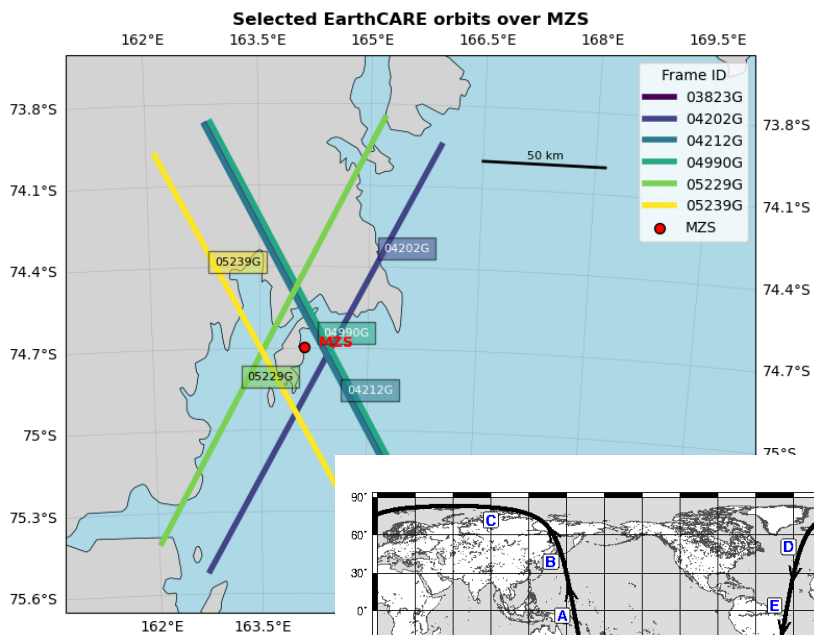 Selected EarthCARE orbits over MZS
162°E 163.5°E 165°E 166.5°E 168°E 169.5°E
Frame ID
03823G
04202G
04212G
04990G
05229G
05239G
MZS
50 km
73.8°S 73.8°S
74.1°S 74.1°S
74.4°S 74.4°S
74.7°S 74.7°S
75°S 75°S
75.3°S
75.6°S
04202G
05239G
04990G
MZS
05229G
04212G
162°E 163.5°E
90°
60°
30°
0°
C
B
A
D
E